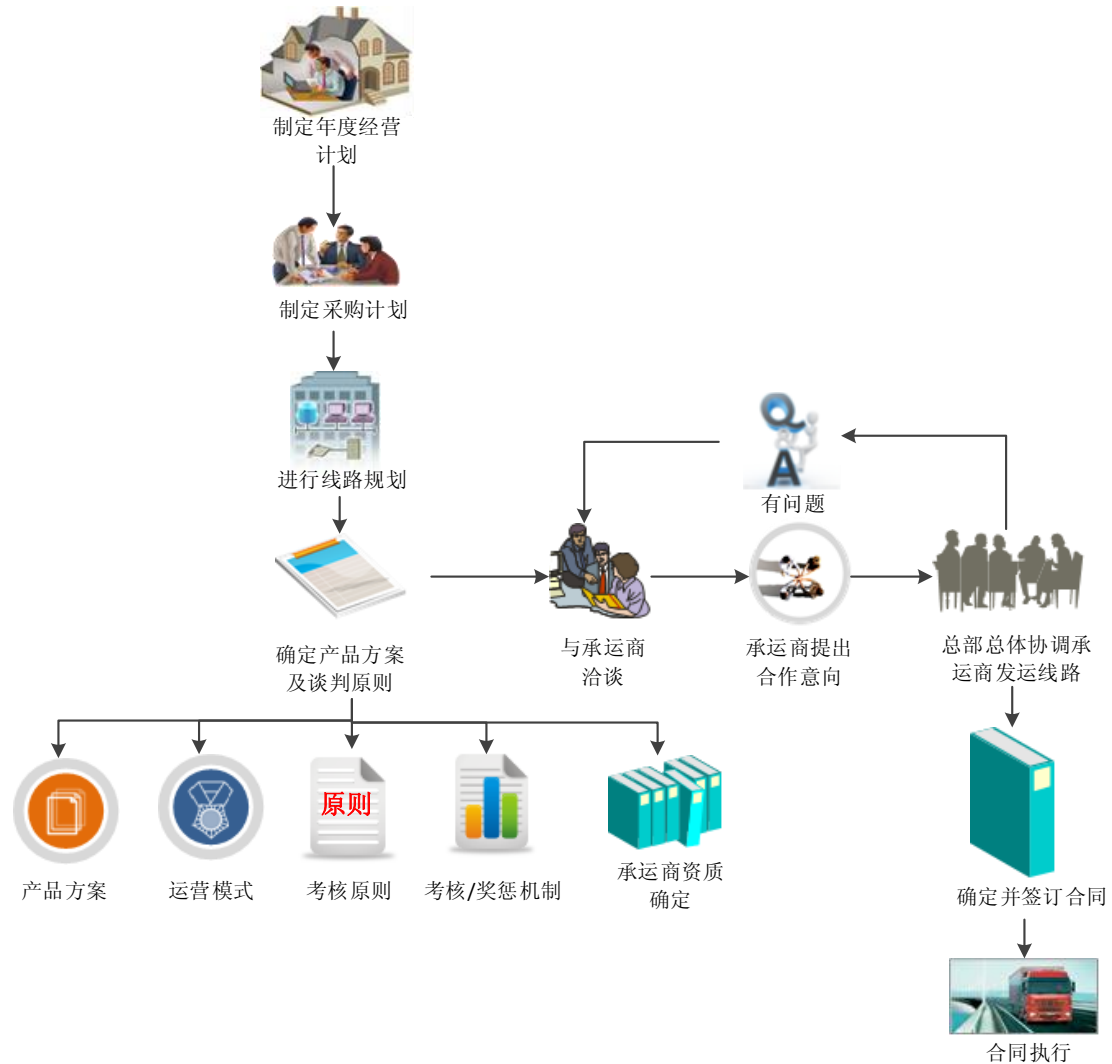 制定年度经营
计划
制定采购计划
进行线路规划
确定产品方案
及谈判原则
Q
A
有问题
与承运商
洽谈
承运商提出
合作意向
总部总体协调承
运商发运线路
原则
产品方案
运营模式
考核原则
考核/奖惩机制
承运商资质
确定
确定并签订合同
合同执行